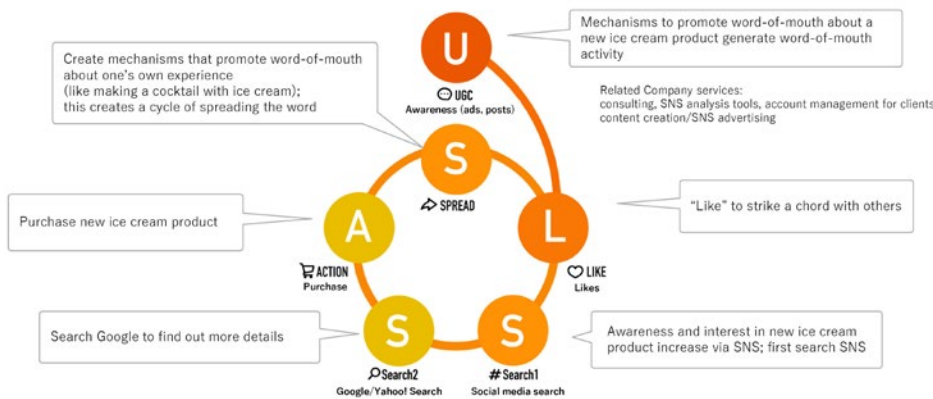 Mechanisms to promote word-of-mouth about a
new ice cream product generate word-of-mouth
activity
Create mechanisms that promote word-of-mouth
about one's own experience
(like making a cocktail with ice cream);
this creates a cycle of spreading the word
U
UGC
Awareness (ads, posts)
Related Company services:
consulting, SNS analysis tools, account management for clients
content creation/SNS advertising
S
SPREAD
Purchase new ice cream product
A
ACTION
Purchase
L
LIKE
Likes
"Like" to strike a chord with others
Search Google to find out more details
S
Search2
Google/Yahoo! Search
S
#Search1
Social media search
Awareness and interest in new ice cream
product increase via SNS; first search SNS